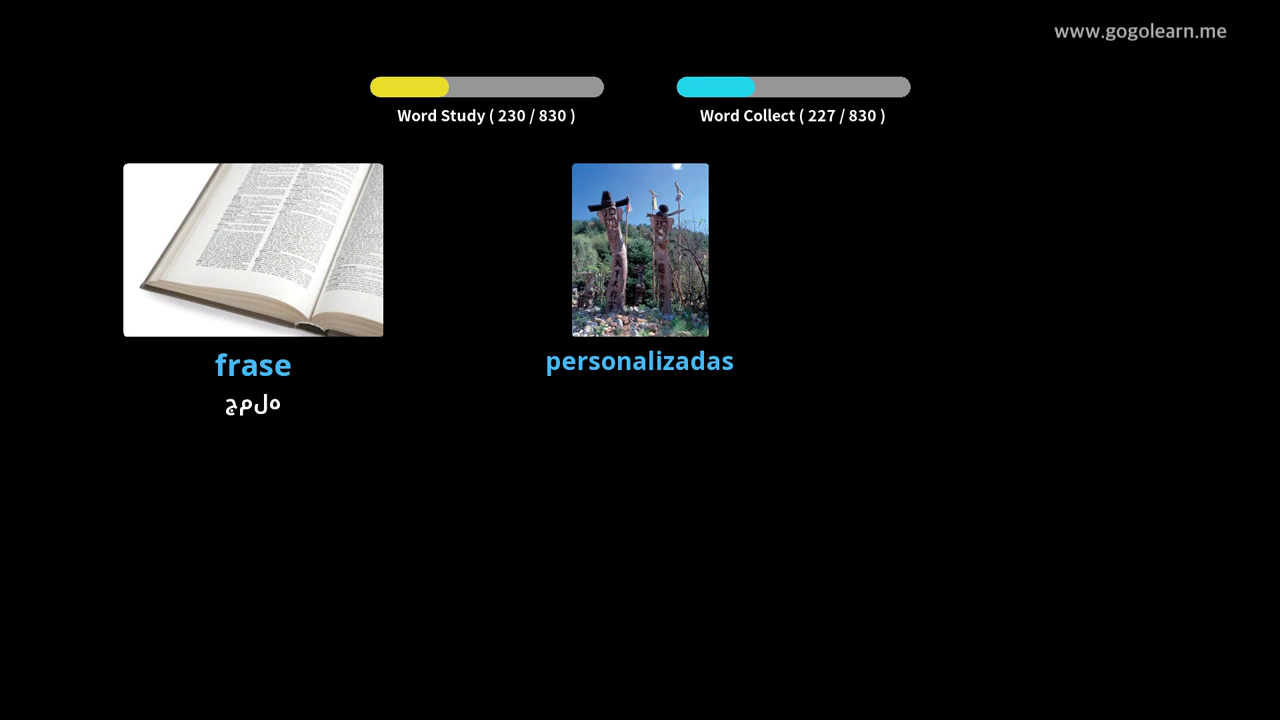 www.gogolearn.me
Word Study ( 230 / 830 )
Word Collect ( 227 / 830 )
frase
جمله
personalizadas